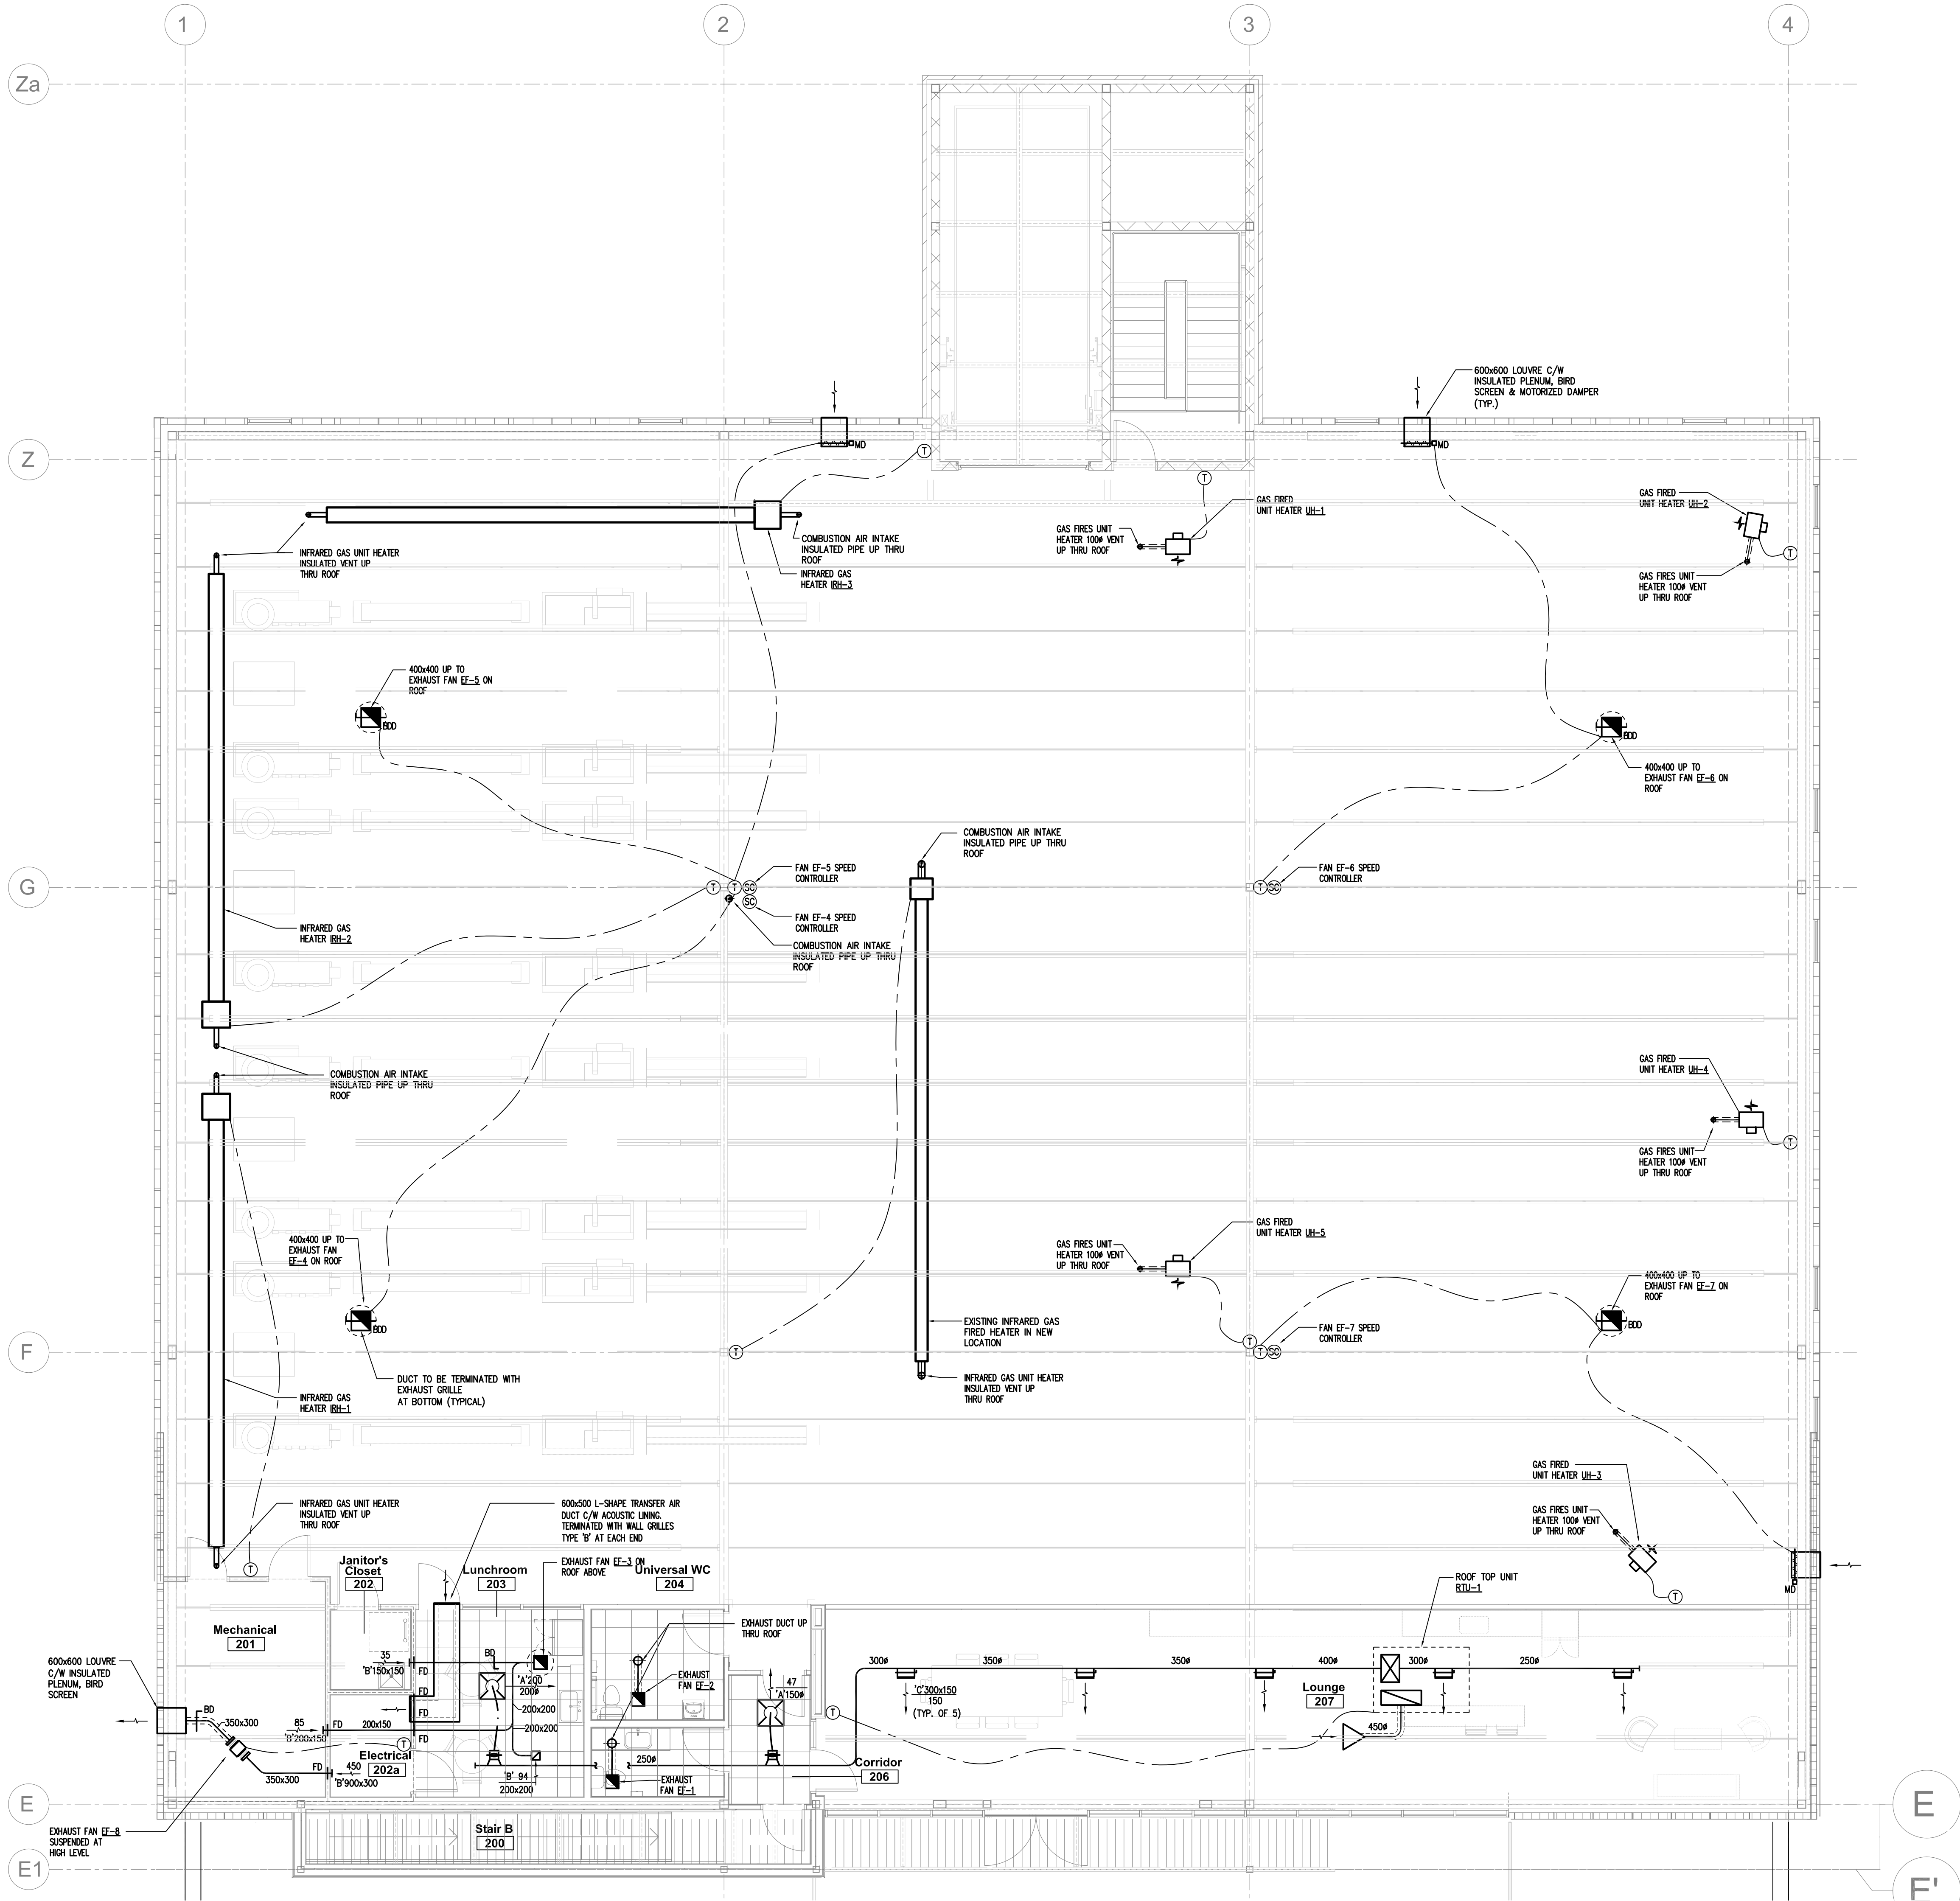 1
2
3
4
Za
600x600 LOUVRE C/W
INSULATED PLENUM, BIRD
SCREEN & MOTORIZED DAMPER
(TYP.)
MD
MD
Z
T
T
GAS FIRED
UNIT HEATER UH-1
GAS FIRED
UNIT HEATER UH-2
GAS FIRES UNIT
HEATER 100ø VENT
UP THRU ROOF
COMBUSTION AIR INTAKE
INSULATED PIPE UP THRU
ROOF
INFRARED GAS UNIT HEATER
INSULATED VENT UP
THRU ROOF
T
INFRARED GAS
HEATER IRH-3
GAS FIRES UNIT
HEATER 100ø VENT
UP THRU ROOF
400x400 UP TO
EXHAUST FAN EF-5 ON
ROOF
BDD
BDD
400x400 UP TO
EXHAUST FAN EF-6 ON
ROOF
COMBUSTION AIR INTAKE
INSULATED PIPE UP THRU
ROOF
FAN EF-5 SPEED
CONTROLLER
FAN EF-6 SPEED
CONTROLLER
G
T
T
SC
T
SC
SC
FAN EF-4 SPEED
CONTROLLER
INFRARED GAS
HEATER IRH-2
COMBUSTION AIR INTAKE
INSULATED PIPE UP THRU
ROOF
COMBUSTION AIR INTAKE
INSULATED PIPE UP THRU
ROOF
GAS FIRED
UNIT HEATER UH-4
T
GAS FIRES UNIT
HEATER 100ø VENT
UP THRU ROOF
400x400 UP TO
EXHAUST FAN
EF-4 ON ROOF
GAS FIRED
UNIT HEATER UH-5
GAS FIRES UNIT
HEATER 100ø VENT
UP THRU ROOF
400x400 UP TO
EXHAUST FAN EF-7 ON
ROOF
BDD
BDD
EXISTING INFRARED GAS
FIRED HEATER IN NEW
LOCATION
FAN EF-7 SPEED
CONTROLLER
F
T
T
T
SC
DUCT TO BE TERMINATED WITH
EXHAUST GRILLE
AT BOTTOM (TYPICAL)
INFRARED GAS UNIT HEATER
INSULATED VENT UP
THRU ROOF
INFRARED GAS
HEATER IRH-1
GAS FIRED
UNIT HEATER UH-3
INFRARED GAS UNIT HEATER
INSULATED VENT UP
THRU ROOF
600x500 L-SHAPE TRANSFER AIR
DUCT C/W ACOUSTIC LINING.
TERMINATED WITH WALL GRILLES
TYPE 'B' AT EACH END
GAS FIRES UNIT
HEATER 100ø VENT
UP THRU ROOF
T
Janitor's
Closet
202
Lunchroom
203
EXHAUST FAN EF-3 ON
ROOF ABOVE
Universal WC
204
ROOF TOP UNIT
RTU-1
MD
T
Mechanical
201
EXHAUST DUCT UP
THRU ROOF
600x600 LOUVRE
C/W INSULATED
PLENUM, BIRD
SCREEN
35
'B'150x150
FD
BD
'A'200
200ø
EXHAUST
FAN EF-2
47
'A'150ø
300ø
350ø
350ø
400ø
300ø
250ø
'C'300x150
150
(TYP. OF 5)
Lounge
207
FD
FD
BD
350x300
85
'B'200x150
FD
200x150
FD
200x200
200x200
T
450ø
T
Electrical
202a
250ø
Corridor
206
FD
450
350x300
'B'900x300
'B' 94
200x200
EXHAUST
FAN EF-1
E
E
EXHAUST FAN EF-8
SUSPENDED AT
HIGH LEVEL
Stair B
200
E1
E'